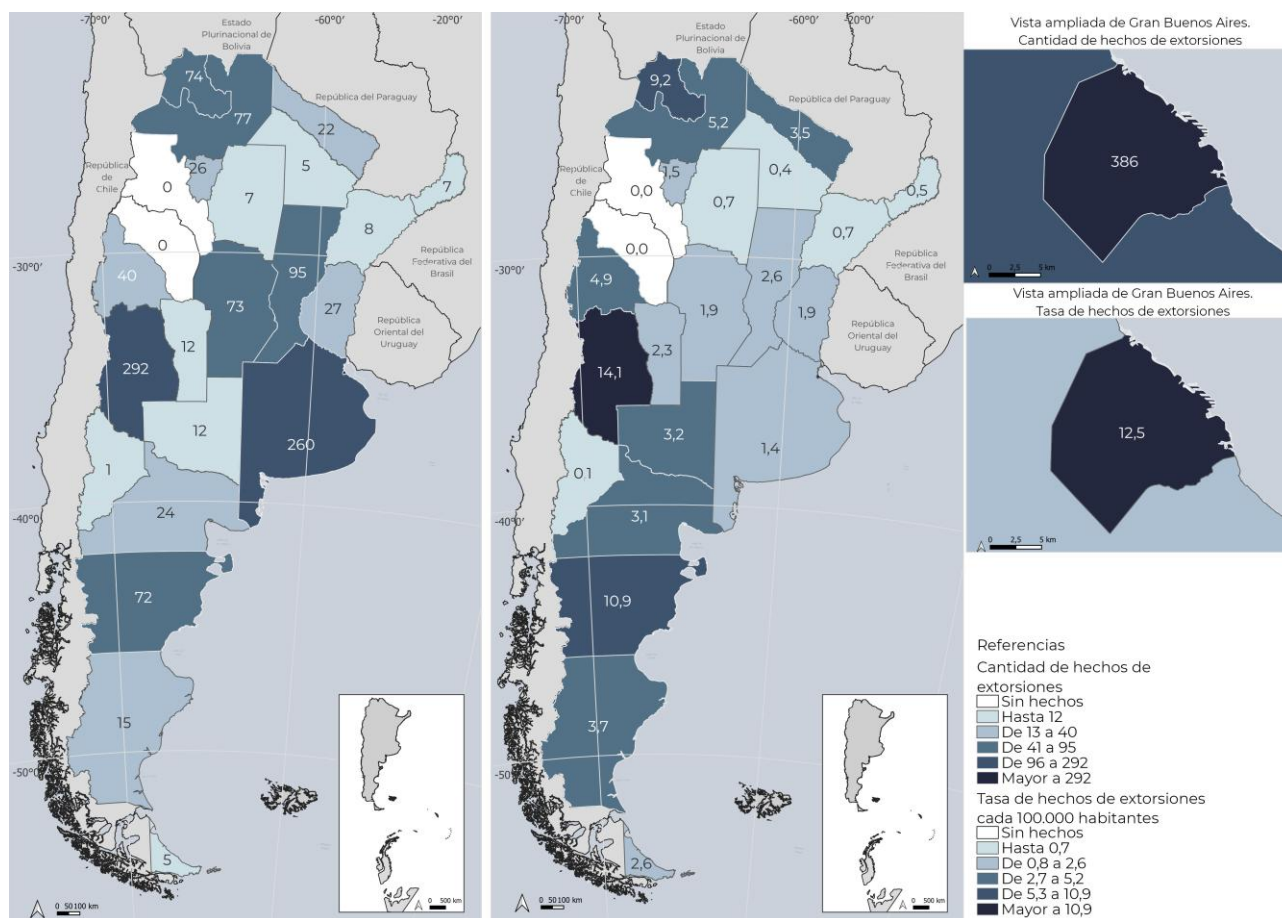 -70°0'
-60°0'
Estado
Plurinacional de
Bolivia
74
República del Paraguay
77
22
República
de
Chile
26
5
0
7
7
8
0
-30°0'
República
Federativa del
Brasil
40
95
73
27
República
Oriental del
Uruguay
12
292
12
260
1
24
-40°0'
72
15
-50°0'
5
0 50 100 km
0 500 km
-70°0'
-60°0'
-20°0'
Estado
Plurinacional de
Bolivia
9,2
República del Paraguay
5,2
3,5
República
de
Chile
1,5
0,4
0,0
0,7
0,5
0,7
0,0
-30°0'
República
Federativa del
Brasil
4,9
2,6
1,9
1,9
República
Oriental del
Uruguay
2,3
14,1
3,2
1,4
0,1
3,1
-40°0'
10,9
3,7
-50°0'
2,6
0 50 100 km
0 500 km
Vista ampliada de Gran Buenos Aires.
Cantidad de hechos de extorsiones
386
0 2,5 5 km
Vista ampliada de Gran Buenos Aires.
Tasa de hechos de extorsiones
12,5
0 2,5 5 km
Referencias
Cantidad de hechos de
extorsiones
Sin hechos
Hasta 12
De 13 a 40
De 41 a 95
De 96 a 292
Mayor a 292
Tasa de hechos de extorsiones
cada 100.000 habitantes
Sin hechos
Hasta 0,7
De 0,8 a 2,6
De 2,7 a 5,2
De 5,3 a 10,9
Mayor a 10,9